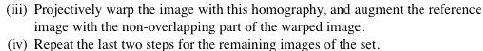 (iii) Projectively warp the image with this homography, and augment the reference
image with the non-overlapping part of the warped image.
(iv) Repeat the last two steps for the remaining images of the set.